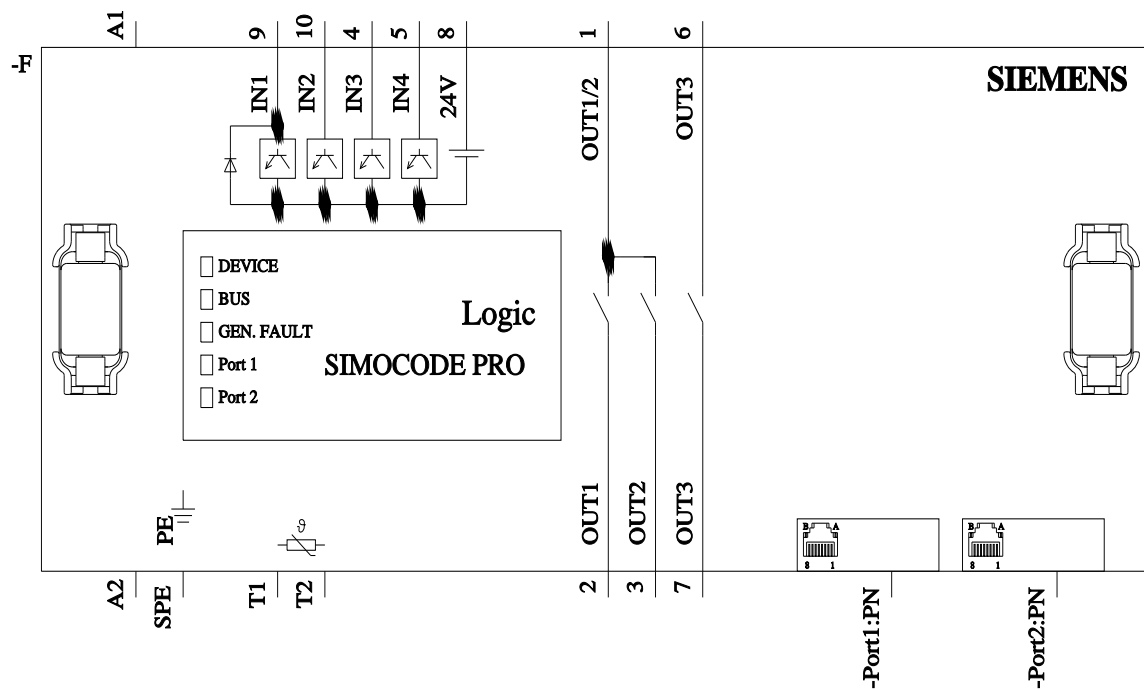 A1
9
10
4
5
8
1
6
-F
IN1
IN2
IN3
IN4
24V
OUT1/2
OUT3
SIEMENS
DEVICE
BUS
GEN. FAULT
Port 1
Port 2
Logic
SIMOCODE PRO
PE
ϑ
OUT1
OUT2
OUT3
B A
8 1
B A
8 1
A2
SPE
T1
T2
2
3
7
-Port1:PN
-Port2:PN